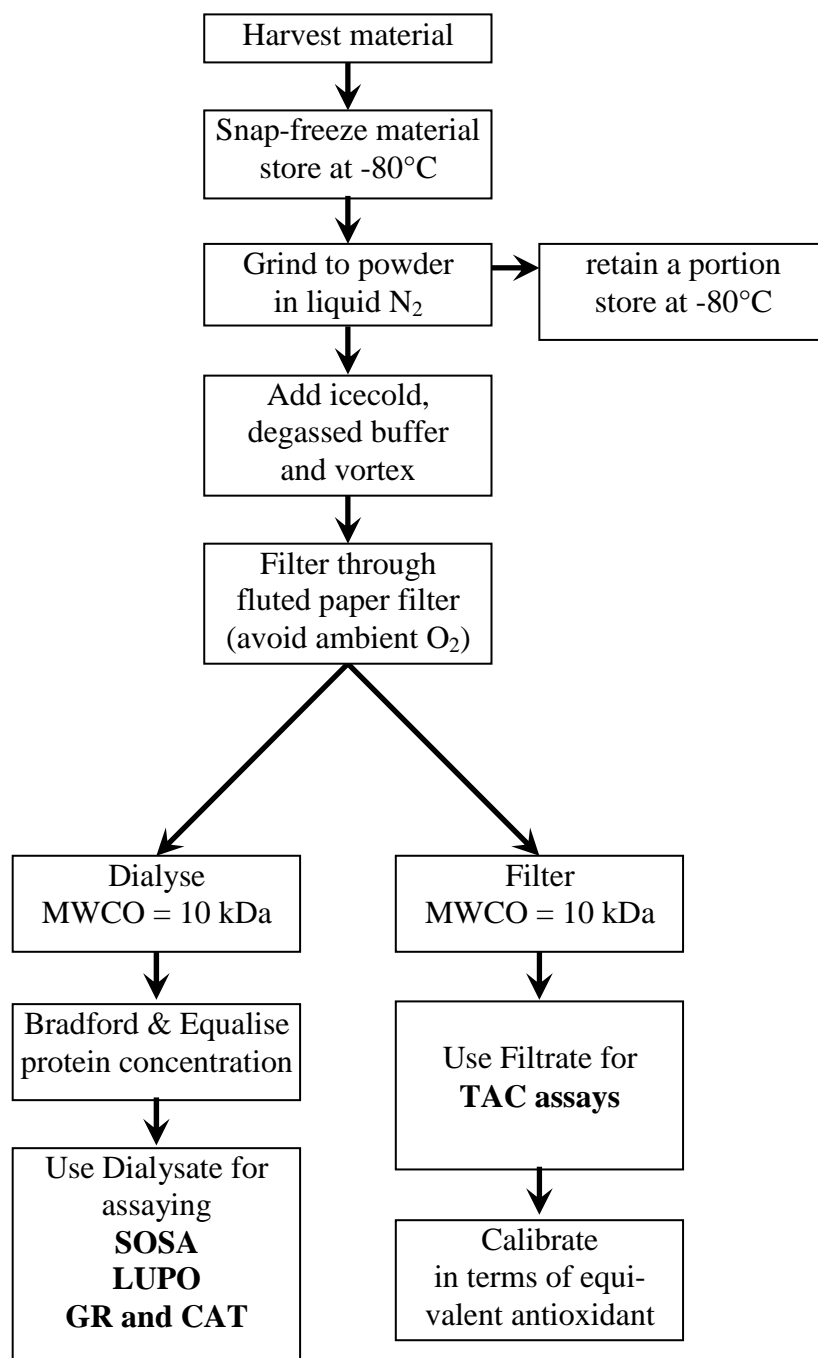 Harvest material
Snap-freeze material
store at -80°C
Grind to powder
in liquid N₂
retain a portion
store at -80°C
Add icecold,
degassed buffer
and vortex
Filter through
fluted paper filter
(avoid ambient O₂)
Dialyse
MWCO = 10 kDa
Bradford & Equalise
protein concentration
Use Dialysate for
assaying
SOSA
LUPO
GR and CAT
Filter
MWCO = 10 kDa
Use Filtrate for
TAC assays
Calibrate
in terms of equi-
valent antioxidant